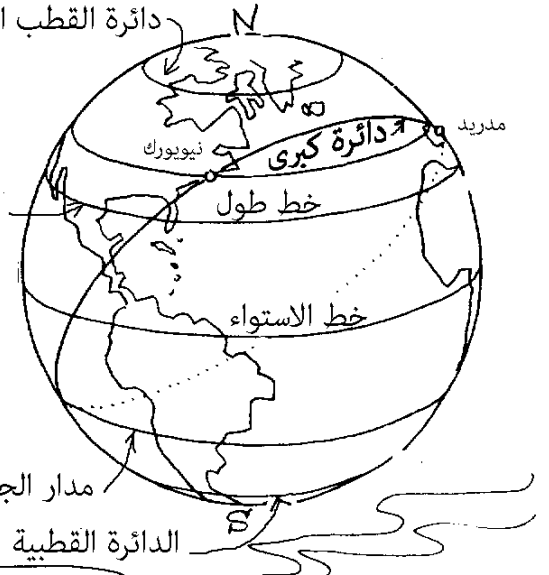 N
دائرة القطب ا
مدريد
دائرة كبرى
نيويورك
خط طول
خط الاستواء
مدار الج
S
الدائرة القطبية